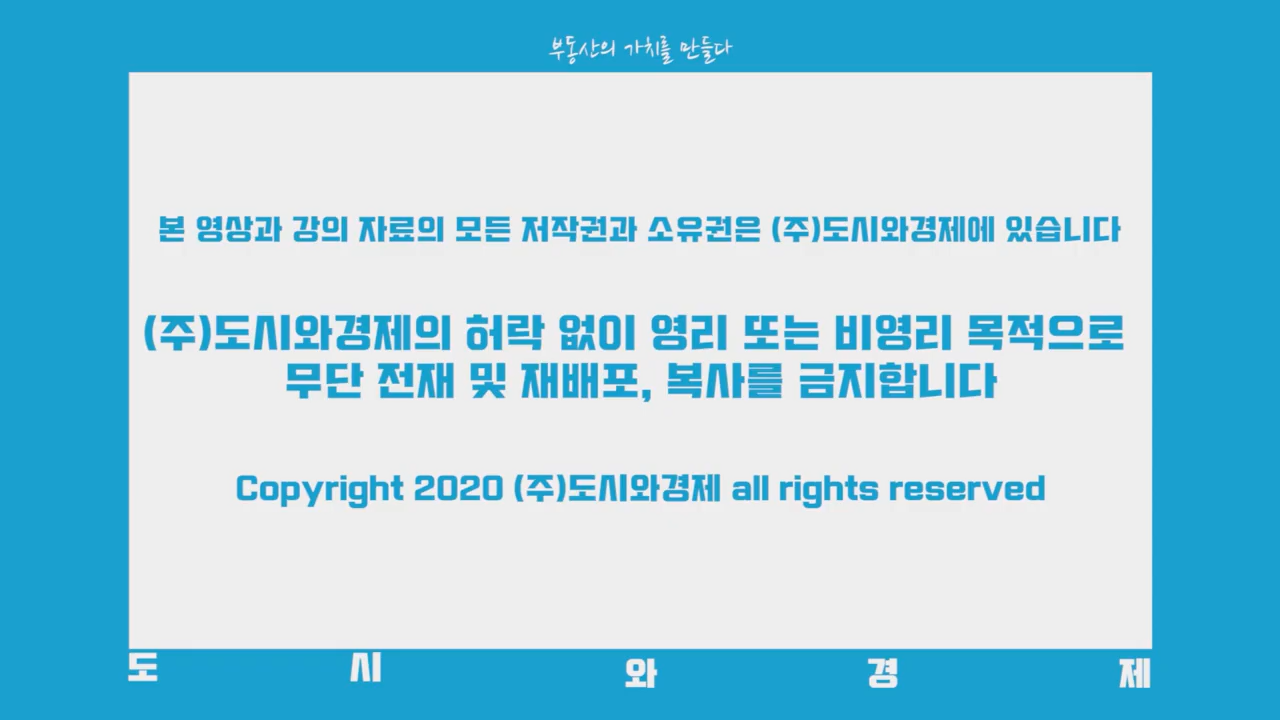 부동산의 가치를 만들다
본 영상과 강의 자료의 모든 저작권과 소유권은 (주)도시와경제에 있습니다
(주)도시와경제의 허락 없이 영리 또는 비영리 목적으로
무단 전재 및 재배포, 복사를 금지합니다
Copyright 2020 (주)도시와경제 all rights reserved
도 시 와 경 제